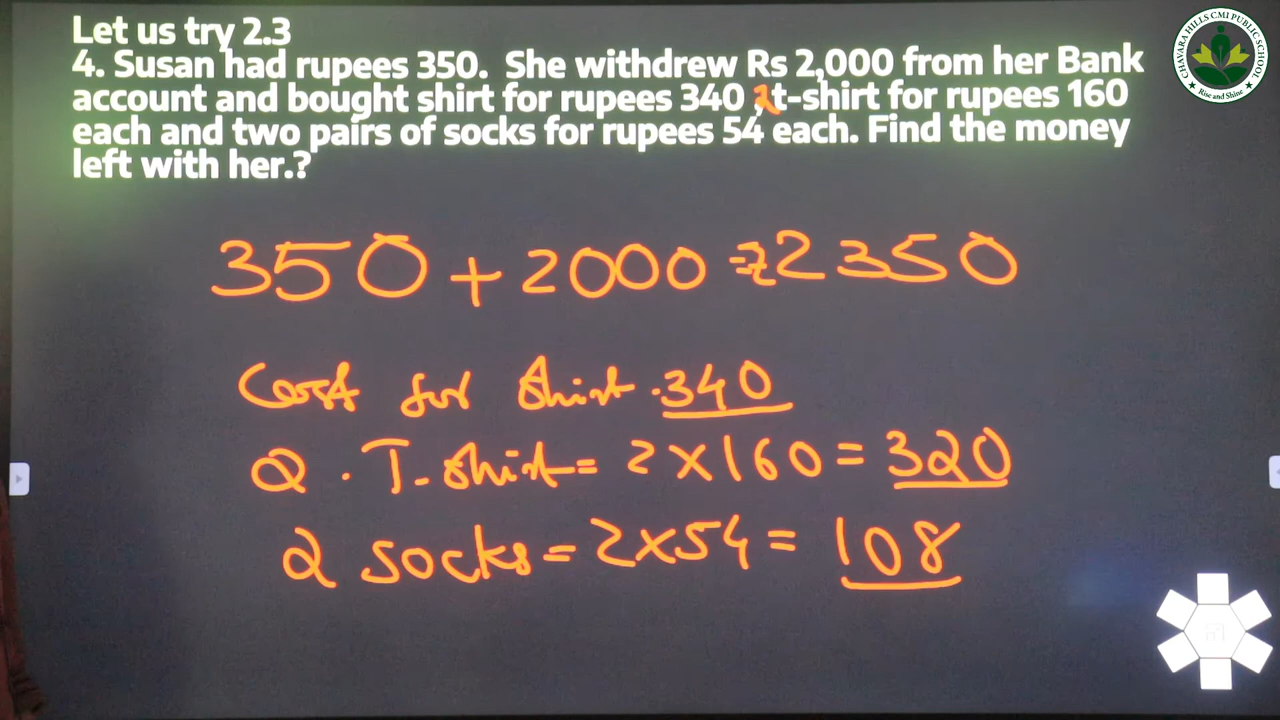 Let us try 2.3
4. Susan had rupees 350. She withdrew Rs 2,000 from her Bank
account and bought shirt for rupees 340 , 2 t-shirt for rupees 160
each and two pairs of socks for rupees 54 each. Find the money
left with her.?
CHAVARA HILLS CMI PUBLIC SCHOOL
Rise and Shine
350 + 2000 = 2350
Cost for shirt . 340
2 . T-shirt = 2 x 160 = 320
2 socks = 2 x 54 = 108